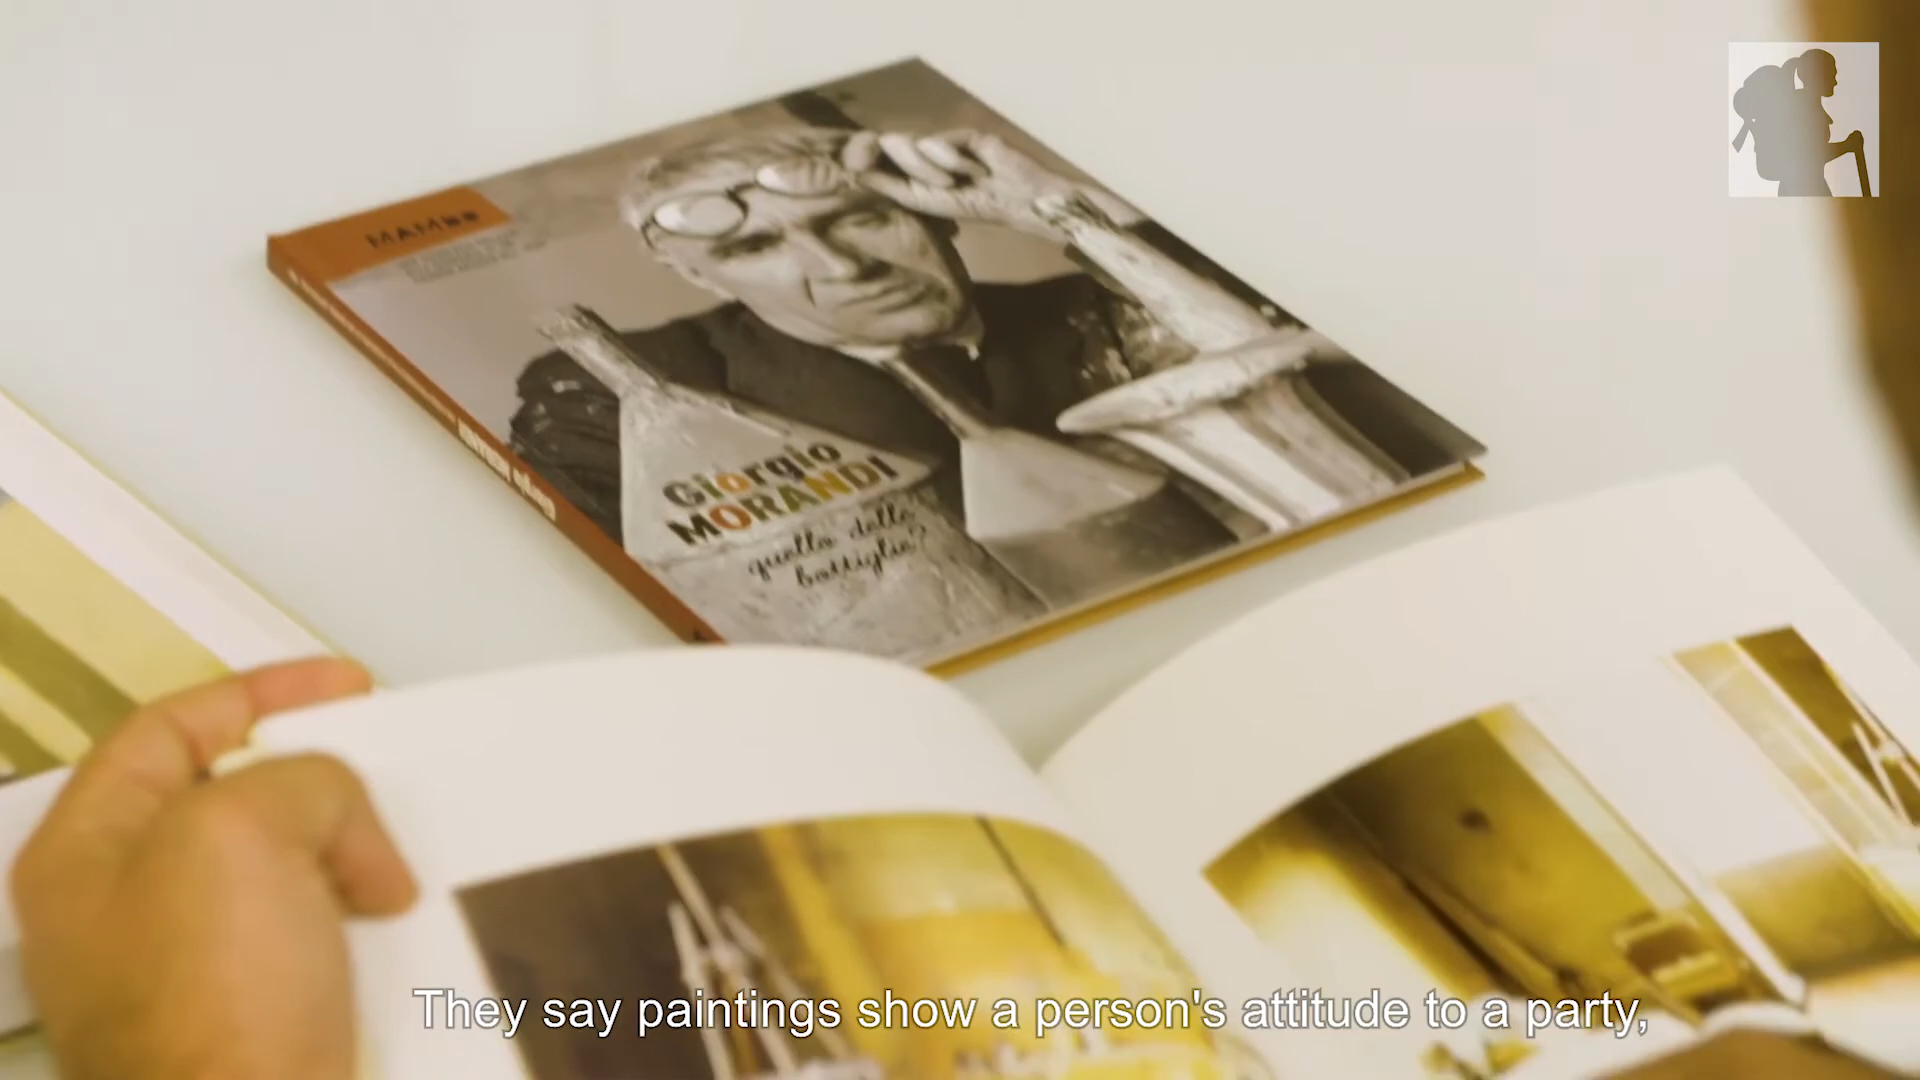 MAMbo
Giorgio
MORANDI
quello delle
bottiglie?
They say paintings show a person's attitude to a party,